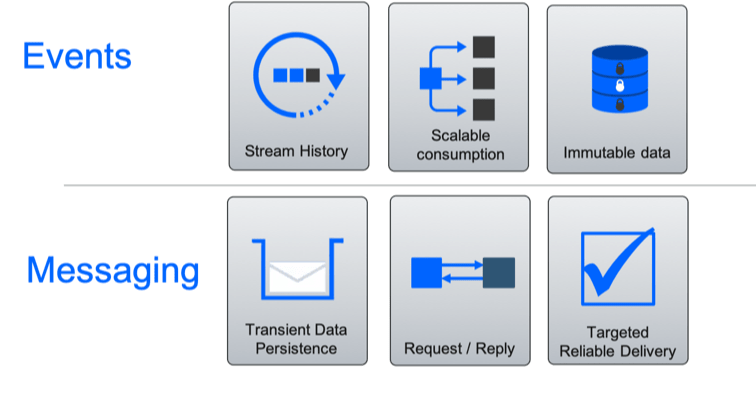 Events
Stream History
Scalable
consumption
Immutable data
Messaging
Transient Data
Persistence
Request / Reply
Targeted
Reliable Delivery